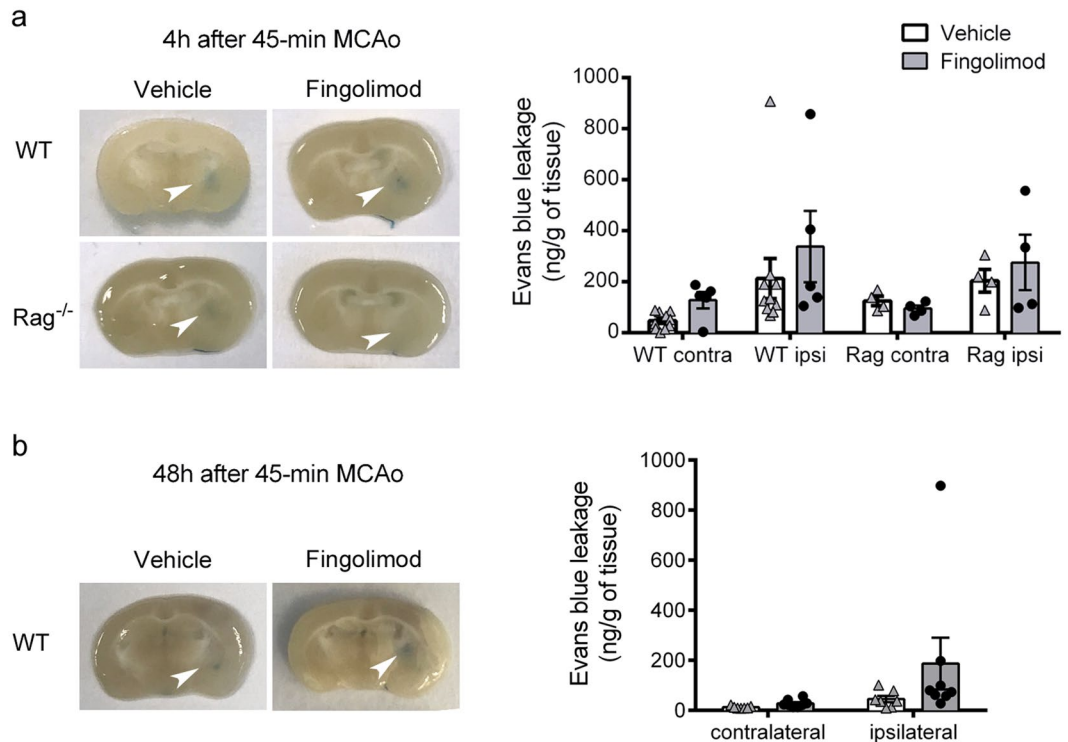 a
4h after 45-min MCAo
Vehicle
Fingolimod
WT
Rag-/-
Vehicle
Fingolimod
Evans blue leakage
(ng/g of tissue)
1000
800
600
400
200
0
WT contra
WT ipsi
Rag contra
Rag ipsi
b
48h after 45-min MCAo
Vehicle
Fingolimod
WT
Evans blue leakage
(ng/g of tissue)
1000
800
600
400
200
0
contralateral
ipsilateral